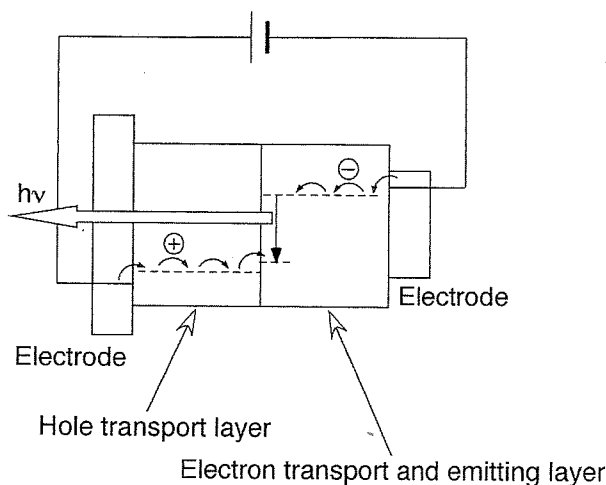 ⊖
hν
⊕
Electrode
Electrode
Hole transport layer
Electron transport and emitting layer